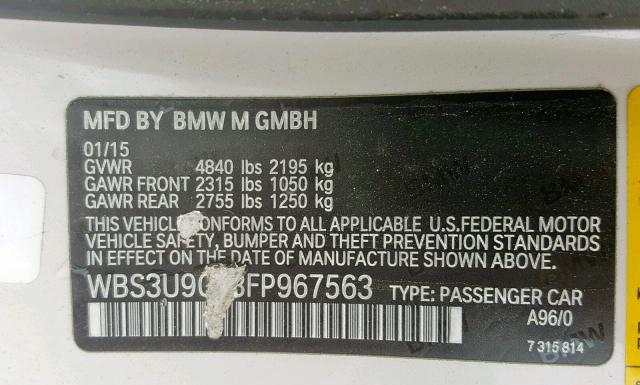 MFD BY BMW M GMBH
01/15
GVWR 4840 lbs 2195 kg
GAWR FRONT 2315 lbs 1050 kg
GAWR REAR 2755 lbs 1250 kg
THIS VEHICLE CONFORMS TO ALL APPLICABLE U.S.FEDERAL MOTOR
VEHICLE SAFETY, BUMPER AND THEFT PREVENTION STANDARDS
IN EFFECT ON THE DATE OF MANUFACTURE SHOWN ABOVE.
TYPE: PASSENGER CAR
A96/0
7 315 814